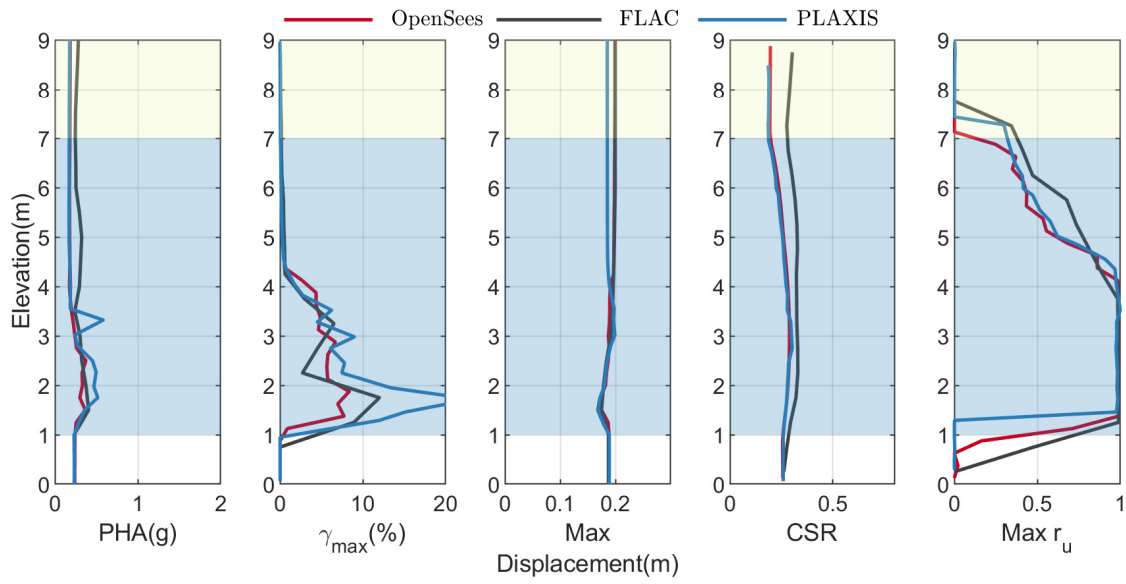 OpenSees FLAC PLAXIS
9 9 9 9 9
8 8 8 8 8
7 7 7 7 7
6 6 6 6 6
5 5 5 5 5
4 4 4 4 4
3 3 3 3 3
2 2 2 2 2
1 1 1 1 1
0 0 0 0 0
Elevation(m)
0 1 2 0 10 20 0 0.1 0.2 0 0.5 0 0.5 1
PHA(g) γmax(%) Max CSR Max ru
Displacement(m)